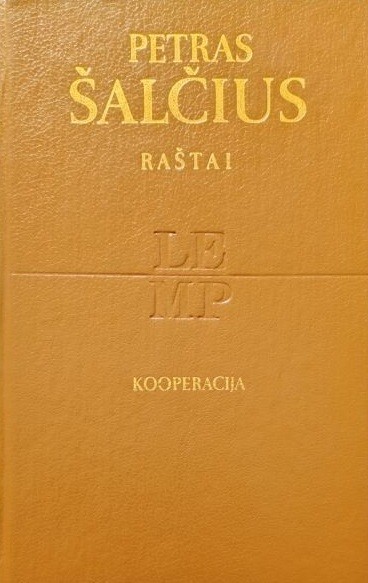 PETRAS
ŠALČIUS
RAŠTAI
LE
MP
KOOPERACIJA